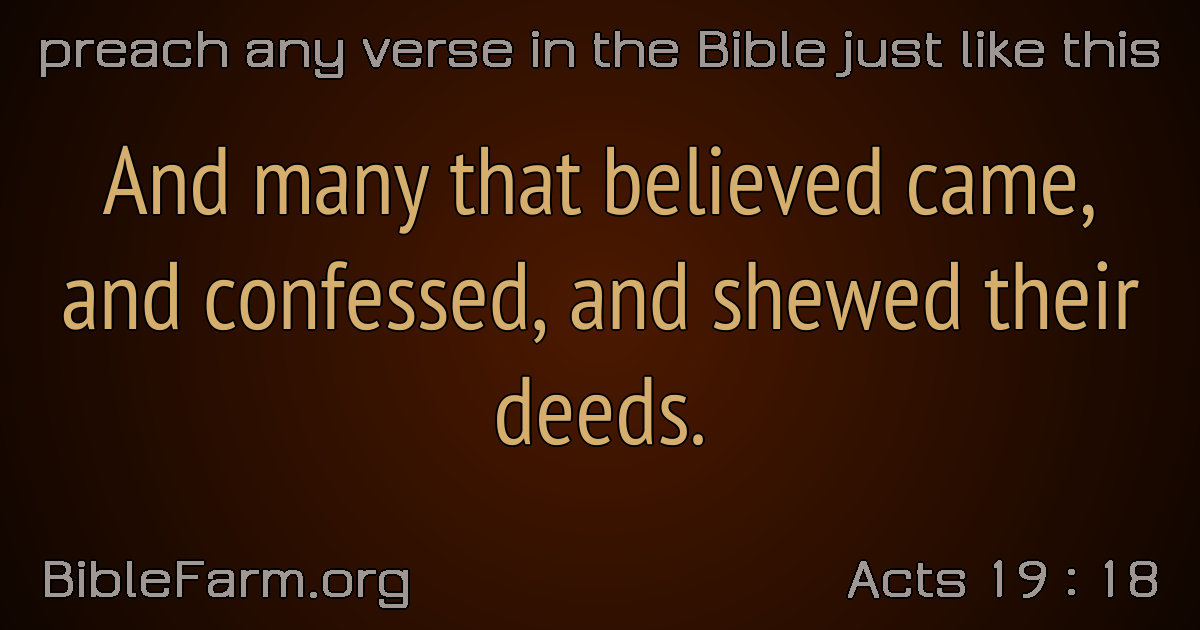 preach any verse in the Bible just like this
And many that believed came,
and confessed, and shewed their
deeds.
BibleFarm.org
Acts 19 : 18